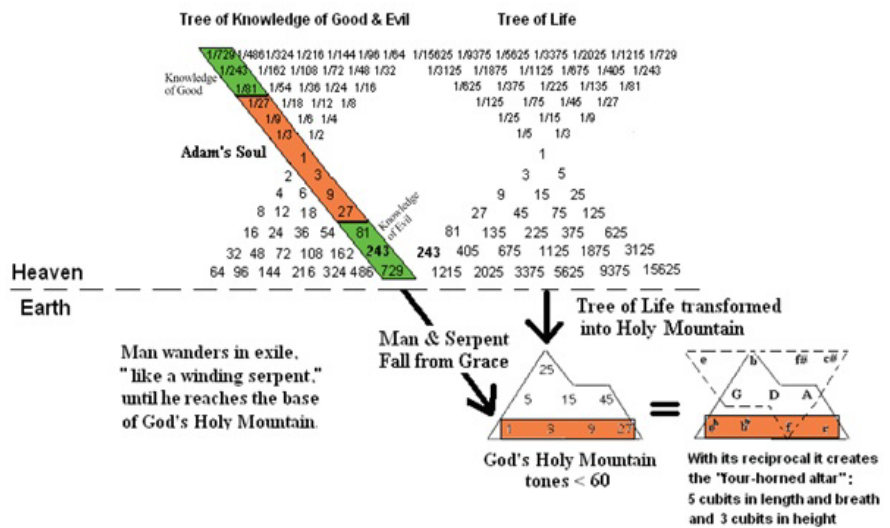 Tree of Knowledge of Good & Evil
Tree of Life
1/729 1/486 1/324 1/216 1/144 1/96 1/64
1/15625 1/9375 1/5625 1/3375 1/2025 1/1215 1/729
1/243 1/162 1/108 1/72 1/48 1/32
1/3125 1/1875 1/1125 1/675 1/405 1/243
Knowledge
of Good
1/81 1/54 1/36 1/24 1/16
1/625 1/375 1/225 1/135 1/81
1/27 1/18 1/12 1/8
1/125 1/75 1/45 1/27
1/9 1/6 1/4
1/25 1/15 1/9
1/3 1/2
1/5 1/3
Adam's Soul
1
1
2 3
3 5
4 6 9
9 15 25
8 12 18 27
27 45 75 125
Knowledge
of Evil
16 24 36 54 81
81 135 225 375 625
32 48 72 108 162 243
243 405 675 1125 1875 3125
64 96 144 216 324 486 729
1215 2025 3375 5625 9375 15625
Heaven
Earth
Man wanders in exile,
"like a winding serpent,"
until he reaches the base
of God's Holy Mountain.
Man & Serpent
Fall from Grace
Tree of Life transformed
into Holy Mountain
25
5 15 45
1 3 9 27
=
e b f# c#
G D A
f c
God's Holy Mountain
tones < 60
With its reciprocal it creates
the "four-horned altar":
5 cubits in length and breath
and 3 cubits in height